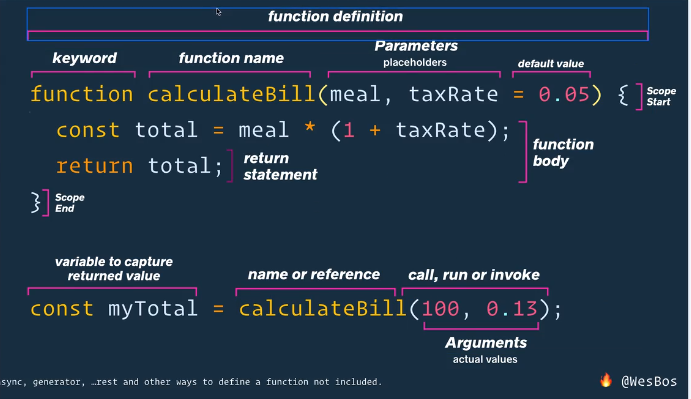 function definition
keyword function name Parameters default value
placeholders
function calculateBill(meal, taxRate = 0.05) { Scope Start
const total = meal * (1 + taxRate);
return total; return statement
function body
} Scope End
variable to capture returned value
name or reference call, run or invoke
const myTotal = calculateBill(100, 0.13);
Arguments
actual values
sync, generator, …rest and other ways to define a function not included.
🔥 @WesBos